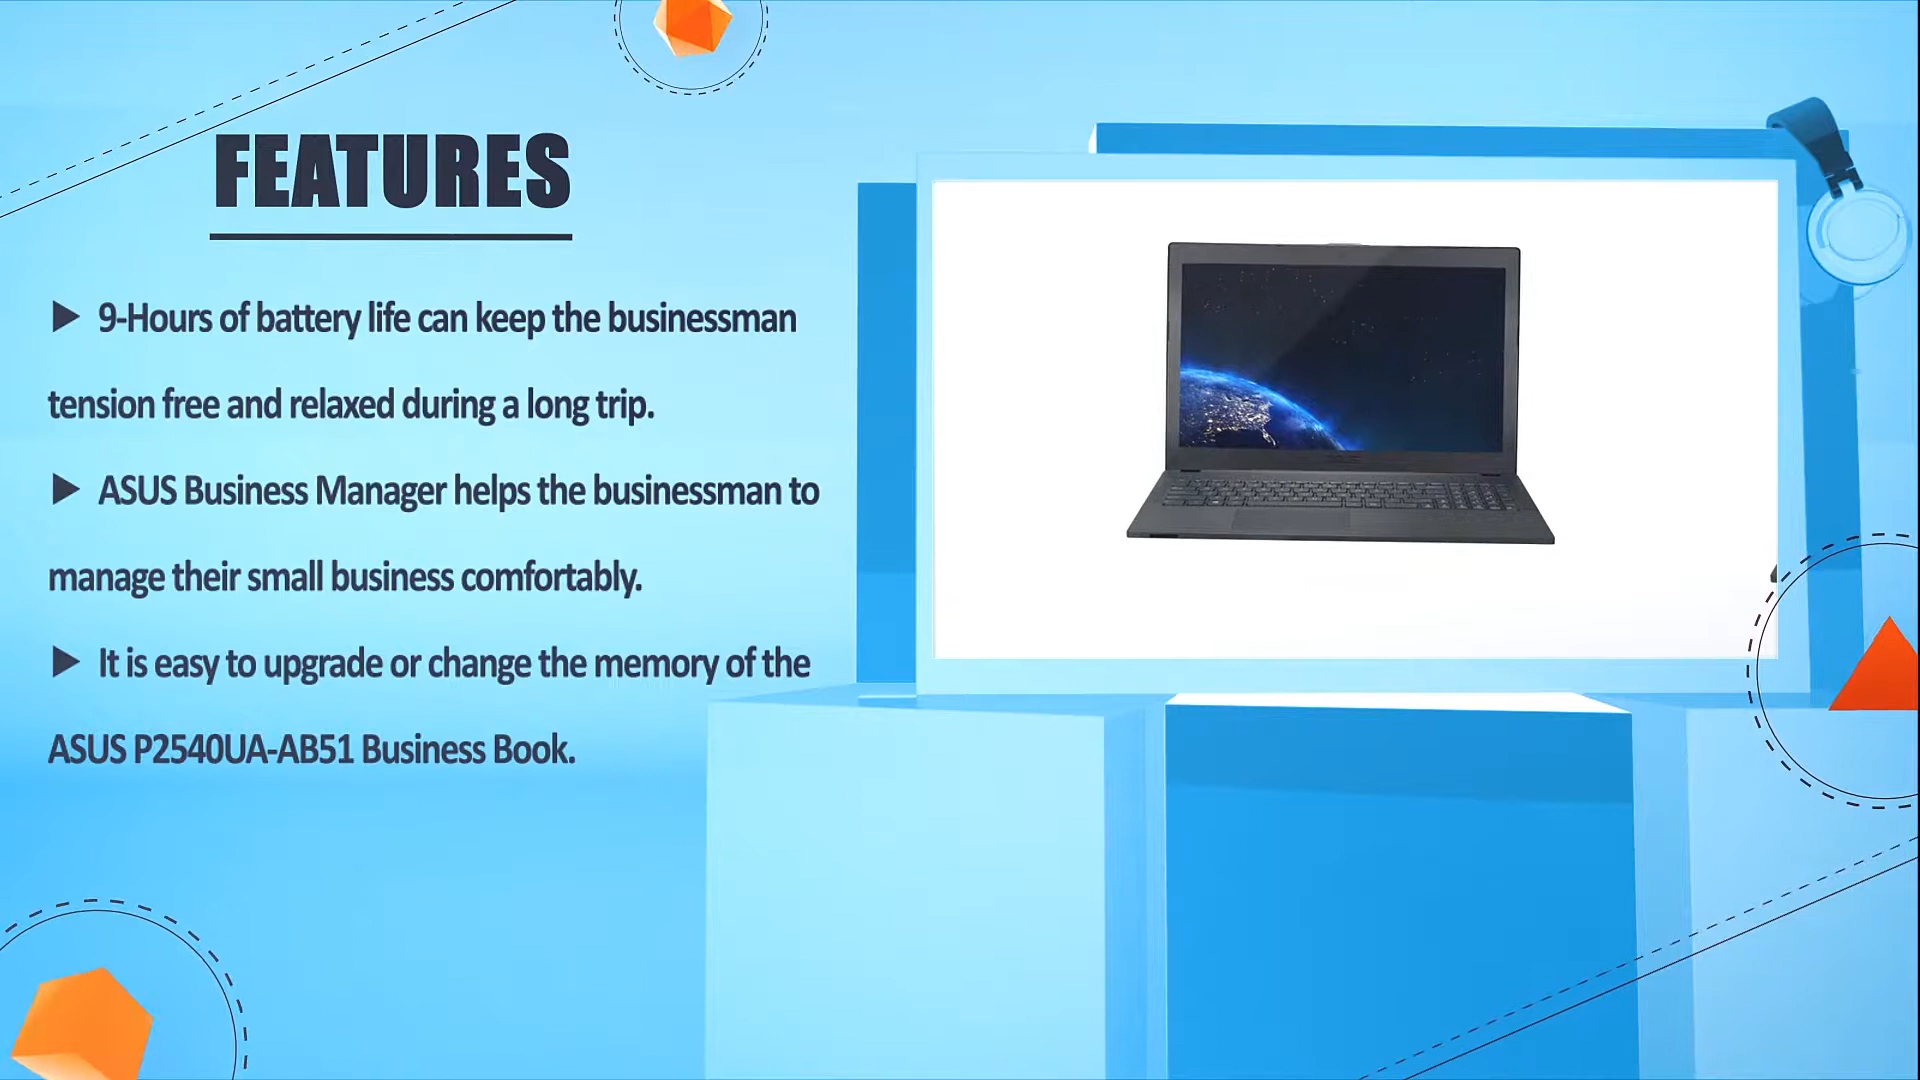 FEATURES
▶ 9-Hours of battery life can keep the businessman
tension free and relaxed during a long trip.
▶ ASUS Business Manager helps the businessman to
manage their small business comfortably.
▶ It is easy to upgrade or change the memory of the
ASUS P2540UA-AB51 Business Book.